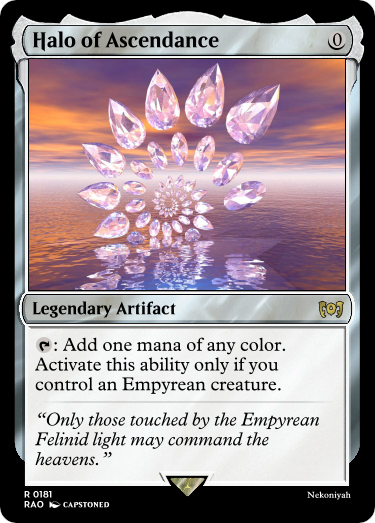 Halo of Ascendance 0
Legendary Artifact
: Add one mana of any color.
Activate this ability only if you
control an Empyrean creature.
“Only those touched by the Empyrean
Felinid light may command the
heavens.”
R 0181
RAO CAPSTONED
Nekoniyah